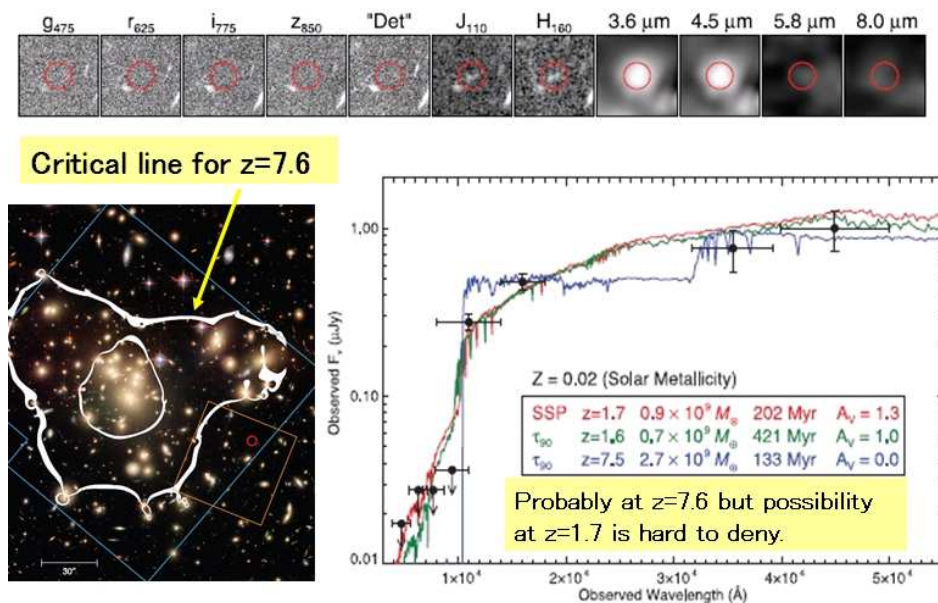 g475 r625 i775 z850 "Det" J110 H160 3.6 μm 4.5 μm 5.8 μm 8.0 μm
Critical line for z=7.6
30"
Observed Fν (μJy)
1.00
0.10
0.01
Z = 0.02 (Solar Metallicity)
SSP z=1.7 0.9 × 10⁹ M⊙ 202 Myr AV = 1.3
τ90 z=1.6 0.7 × 10⁹ M⊙ 421 Myr AV = 1.0
τ90 z=7.5 2.7 × 10⁹ M⊙ 133 Myr AV = 0.0
Probably at z=7.6 but possibility
at z=1.7 is hard to deny.
1×10⁴ 2×10⁴ 3×10⁴ 4×10⁴ 5×10⁴
Observed Wavelength (Å)